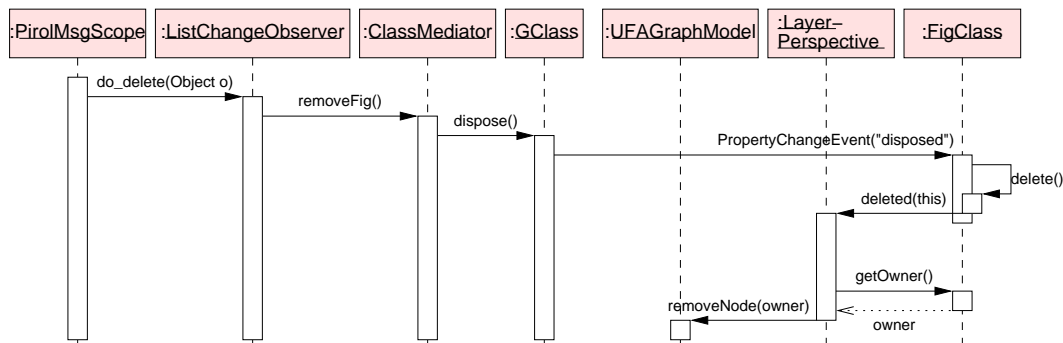 :PirolMsgScope
:ListChangeObserver
:ClassMediator
:GClass
:UFAGraphModel
:Layer–
Perspective
:FigClass
do_delete(Object o)
removeFig()
dispose()
PropertyChangeEvent("disposed")
delete()
deleted(this)
getOwner()
removeNode(owner)
owner